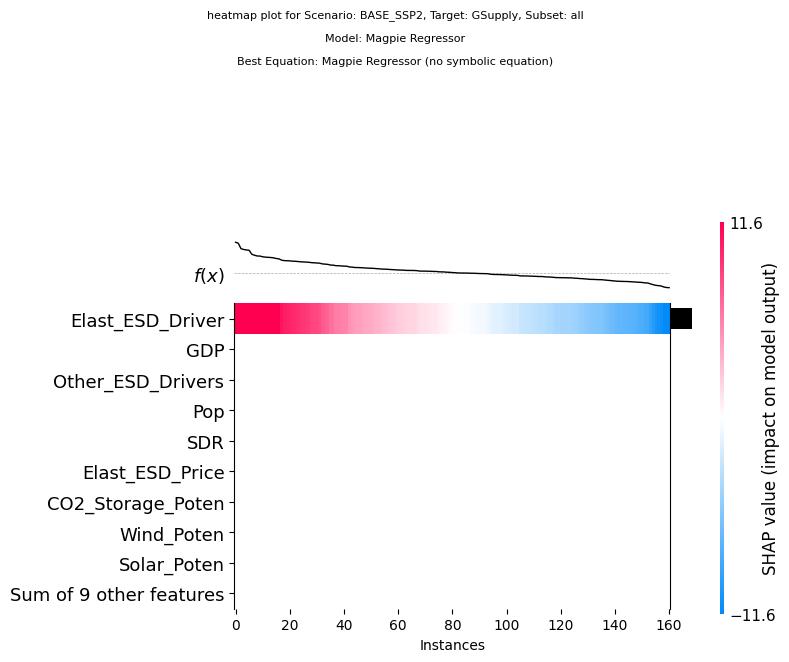 heatmap plot for Scenario: BASE_SSP2, Target: GSupply, Subset: all
Model: Magpie Regressor
Best Equation: Magpie Regressor (no symbolic equation)
11.6
f(x)
Elast_ESD_Driver
GDP
Other_ESD_Drivers
Pop
SDR
Elast_ESD_Price
CO2_Storage_Poten
Wind_Poten
Solar_Poten
Sum of 9 other features
SHAP value (impact on model output)
−11.6
0 20 40 60 80 100 120 140 160
Instances